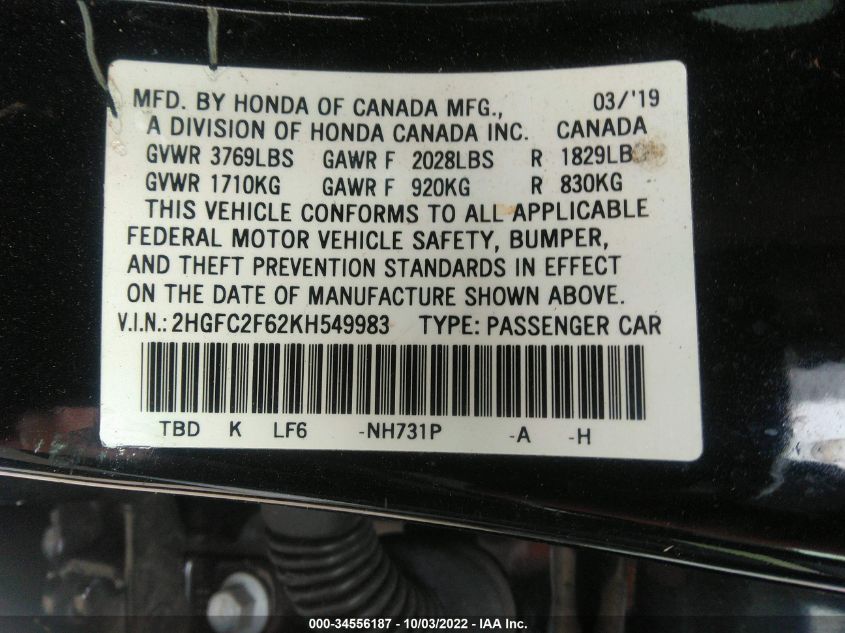 MFD. BY HONDA OF CANADA MFG., 03/'19
A DIVISION OF HONDA CANADA INC. CANADA
GVWR 3769LBS GAWR F 2028LBS R 1829LBS
GVWR 1710KG GAWR F 920KG R 830KG
THIS VEHICLE CONFORMS TO ALL APPLICABLE
FEDERAL MOTOR VEHICLE SAFETY, BUMPER,
AND THEFT PREVENTION STANDARDS IN EFFECT
ON THE DATE OF MANUFACTURE SHOWN ABOVE.
V.I.N.: 2HGFC2F62KH549983 TYPE: PASSENGER CAR
TBD K LF6 -NH731P -A -H
000-34556187 - 10/03/2022 - IAA Inc.